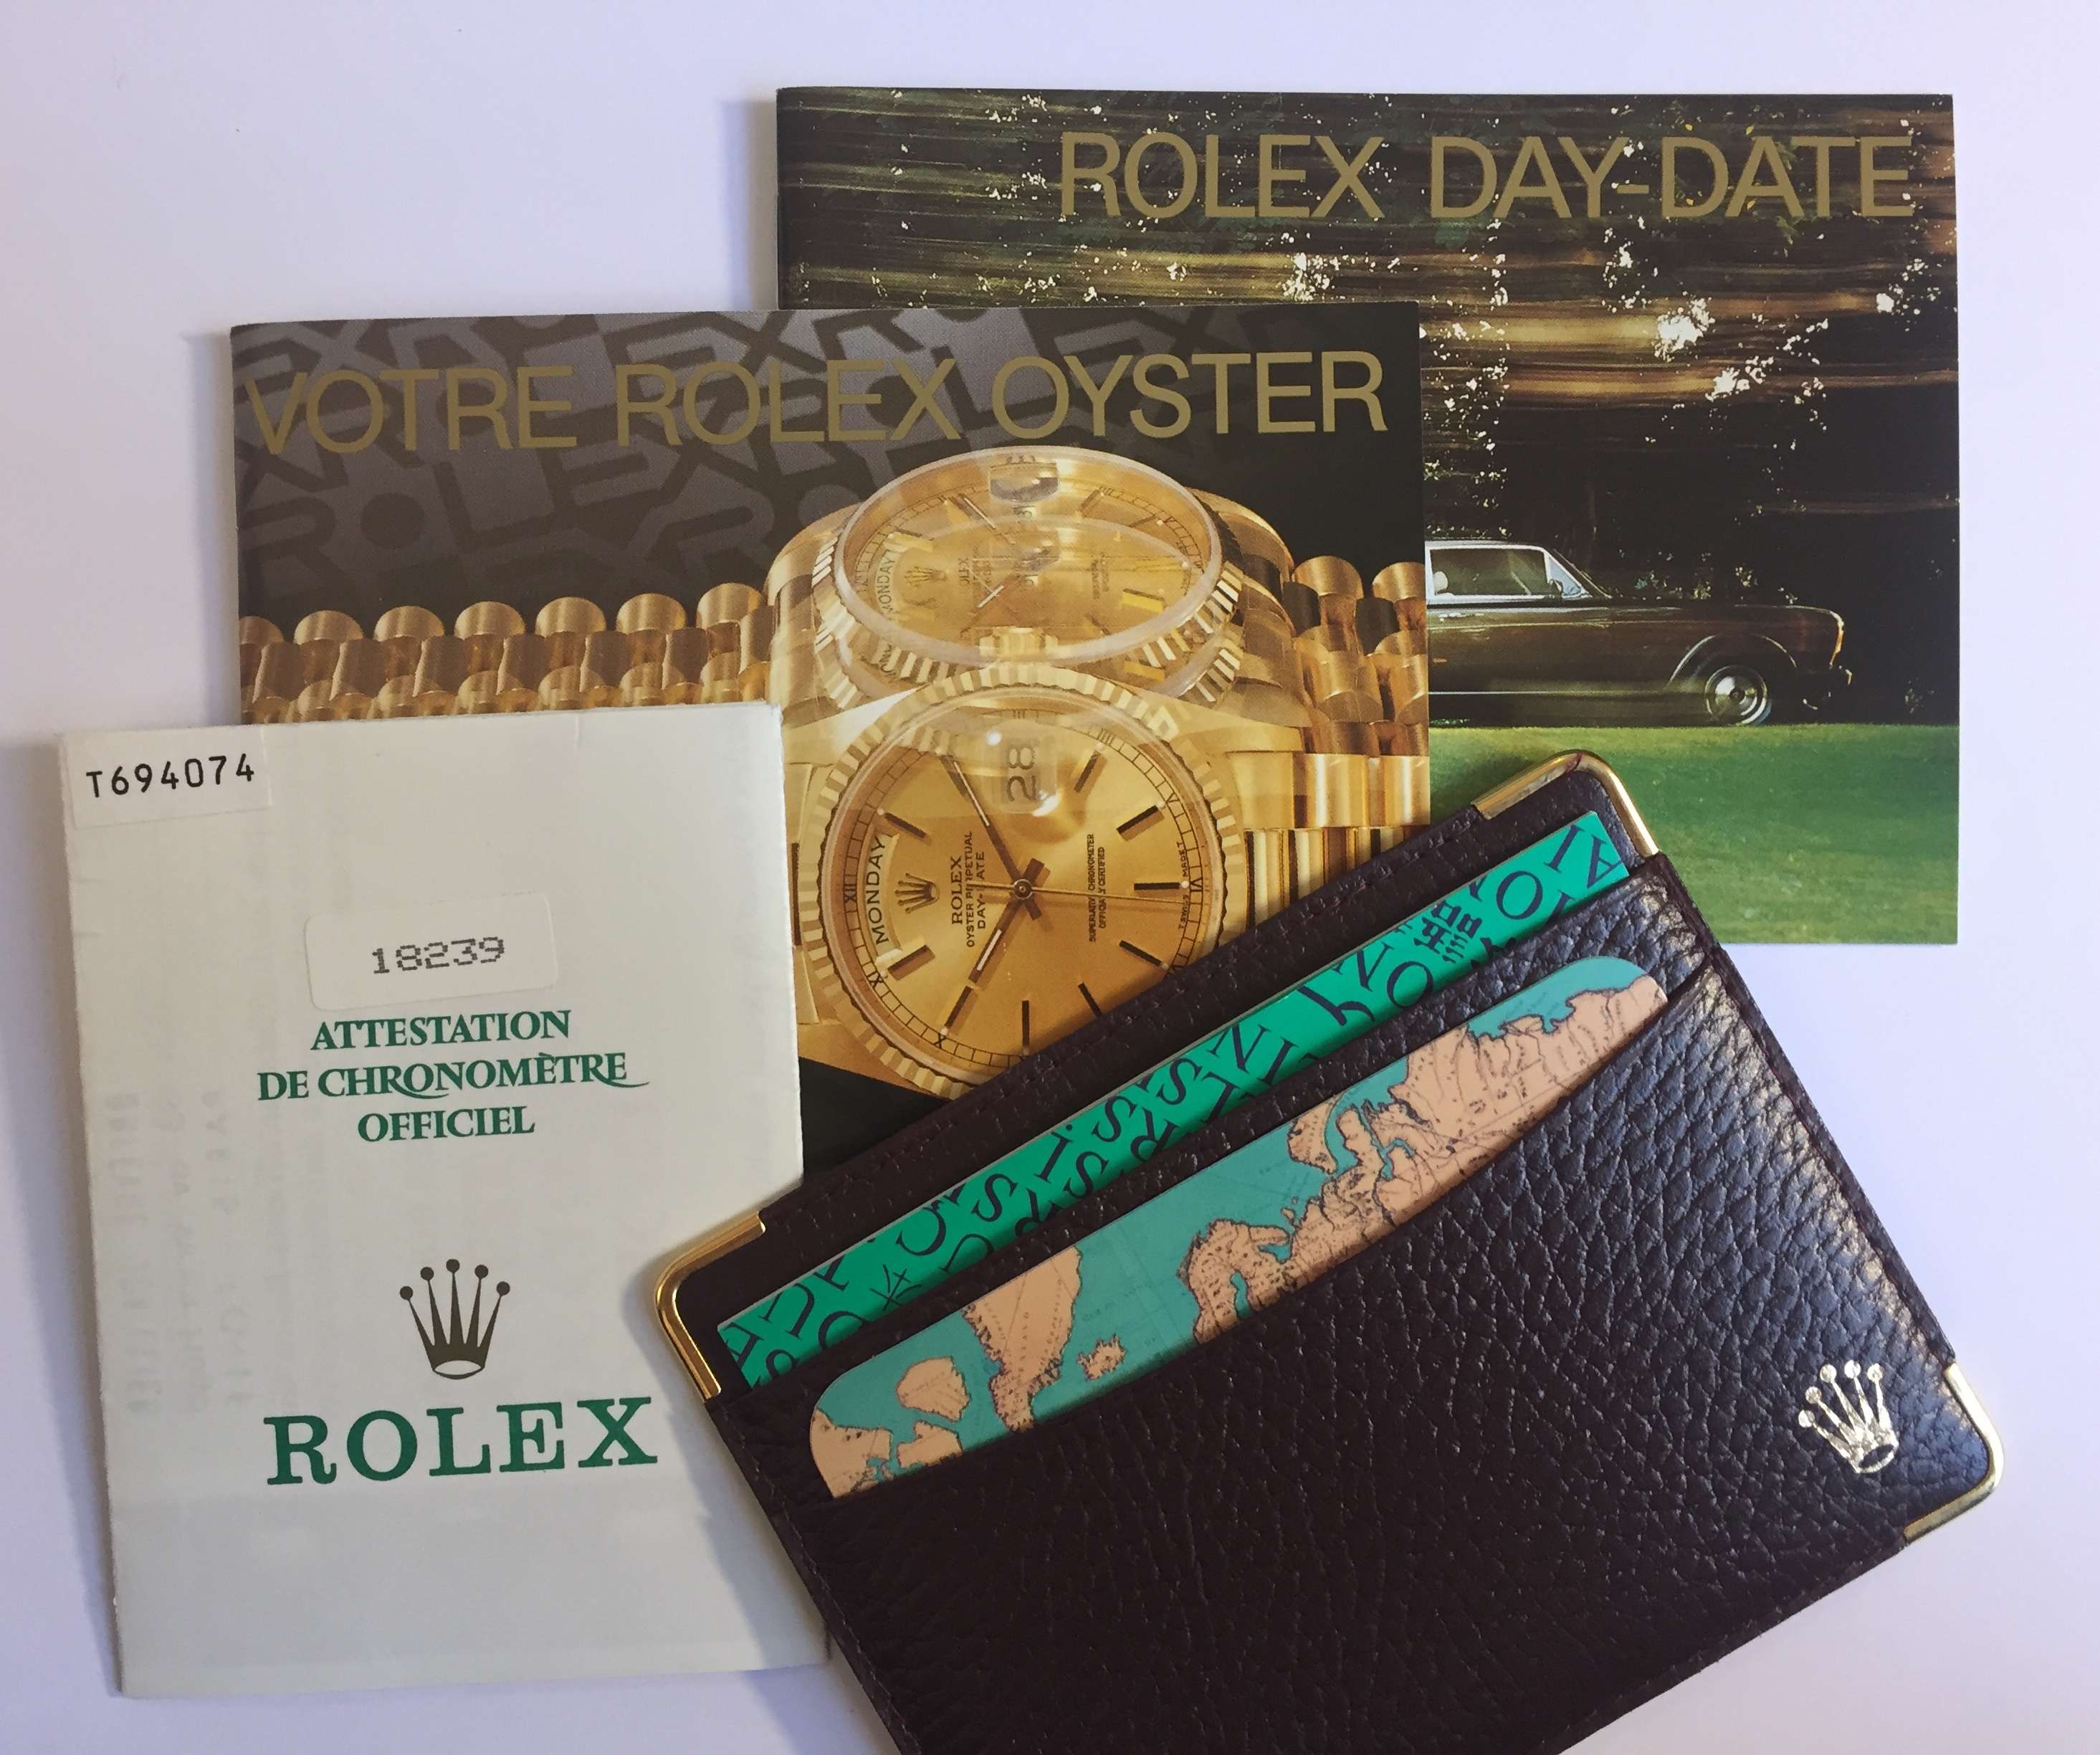 ROLEX DAY-DATE
VOTRE ROLEX OYSTER
MONDAY
28
ROLEX
OYSTER PERPETUAL
DAY-DATE
SUPERLATIVE CHRONOMETER
OFFICIALLY CERTIFIED
T694074
18239
ATTESTATION
DE CHRONOMÈTRE
OFFICIEL
ROLEX